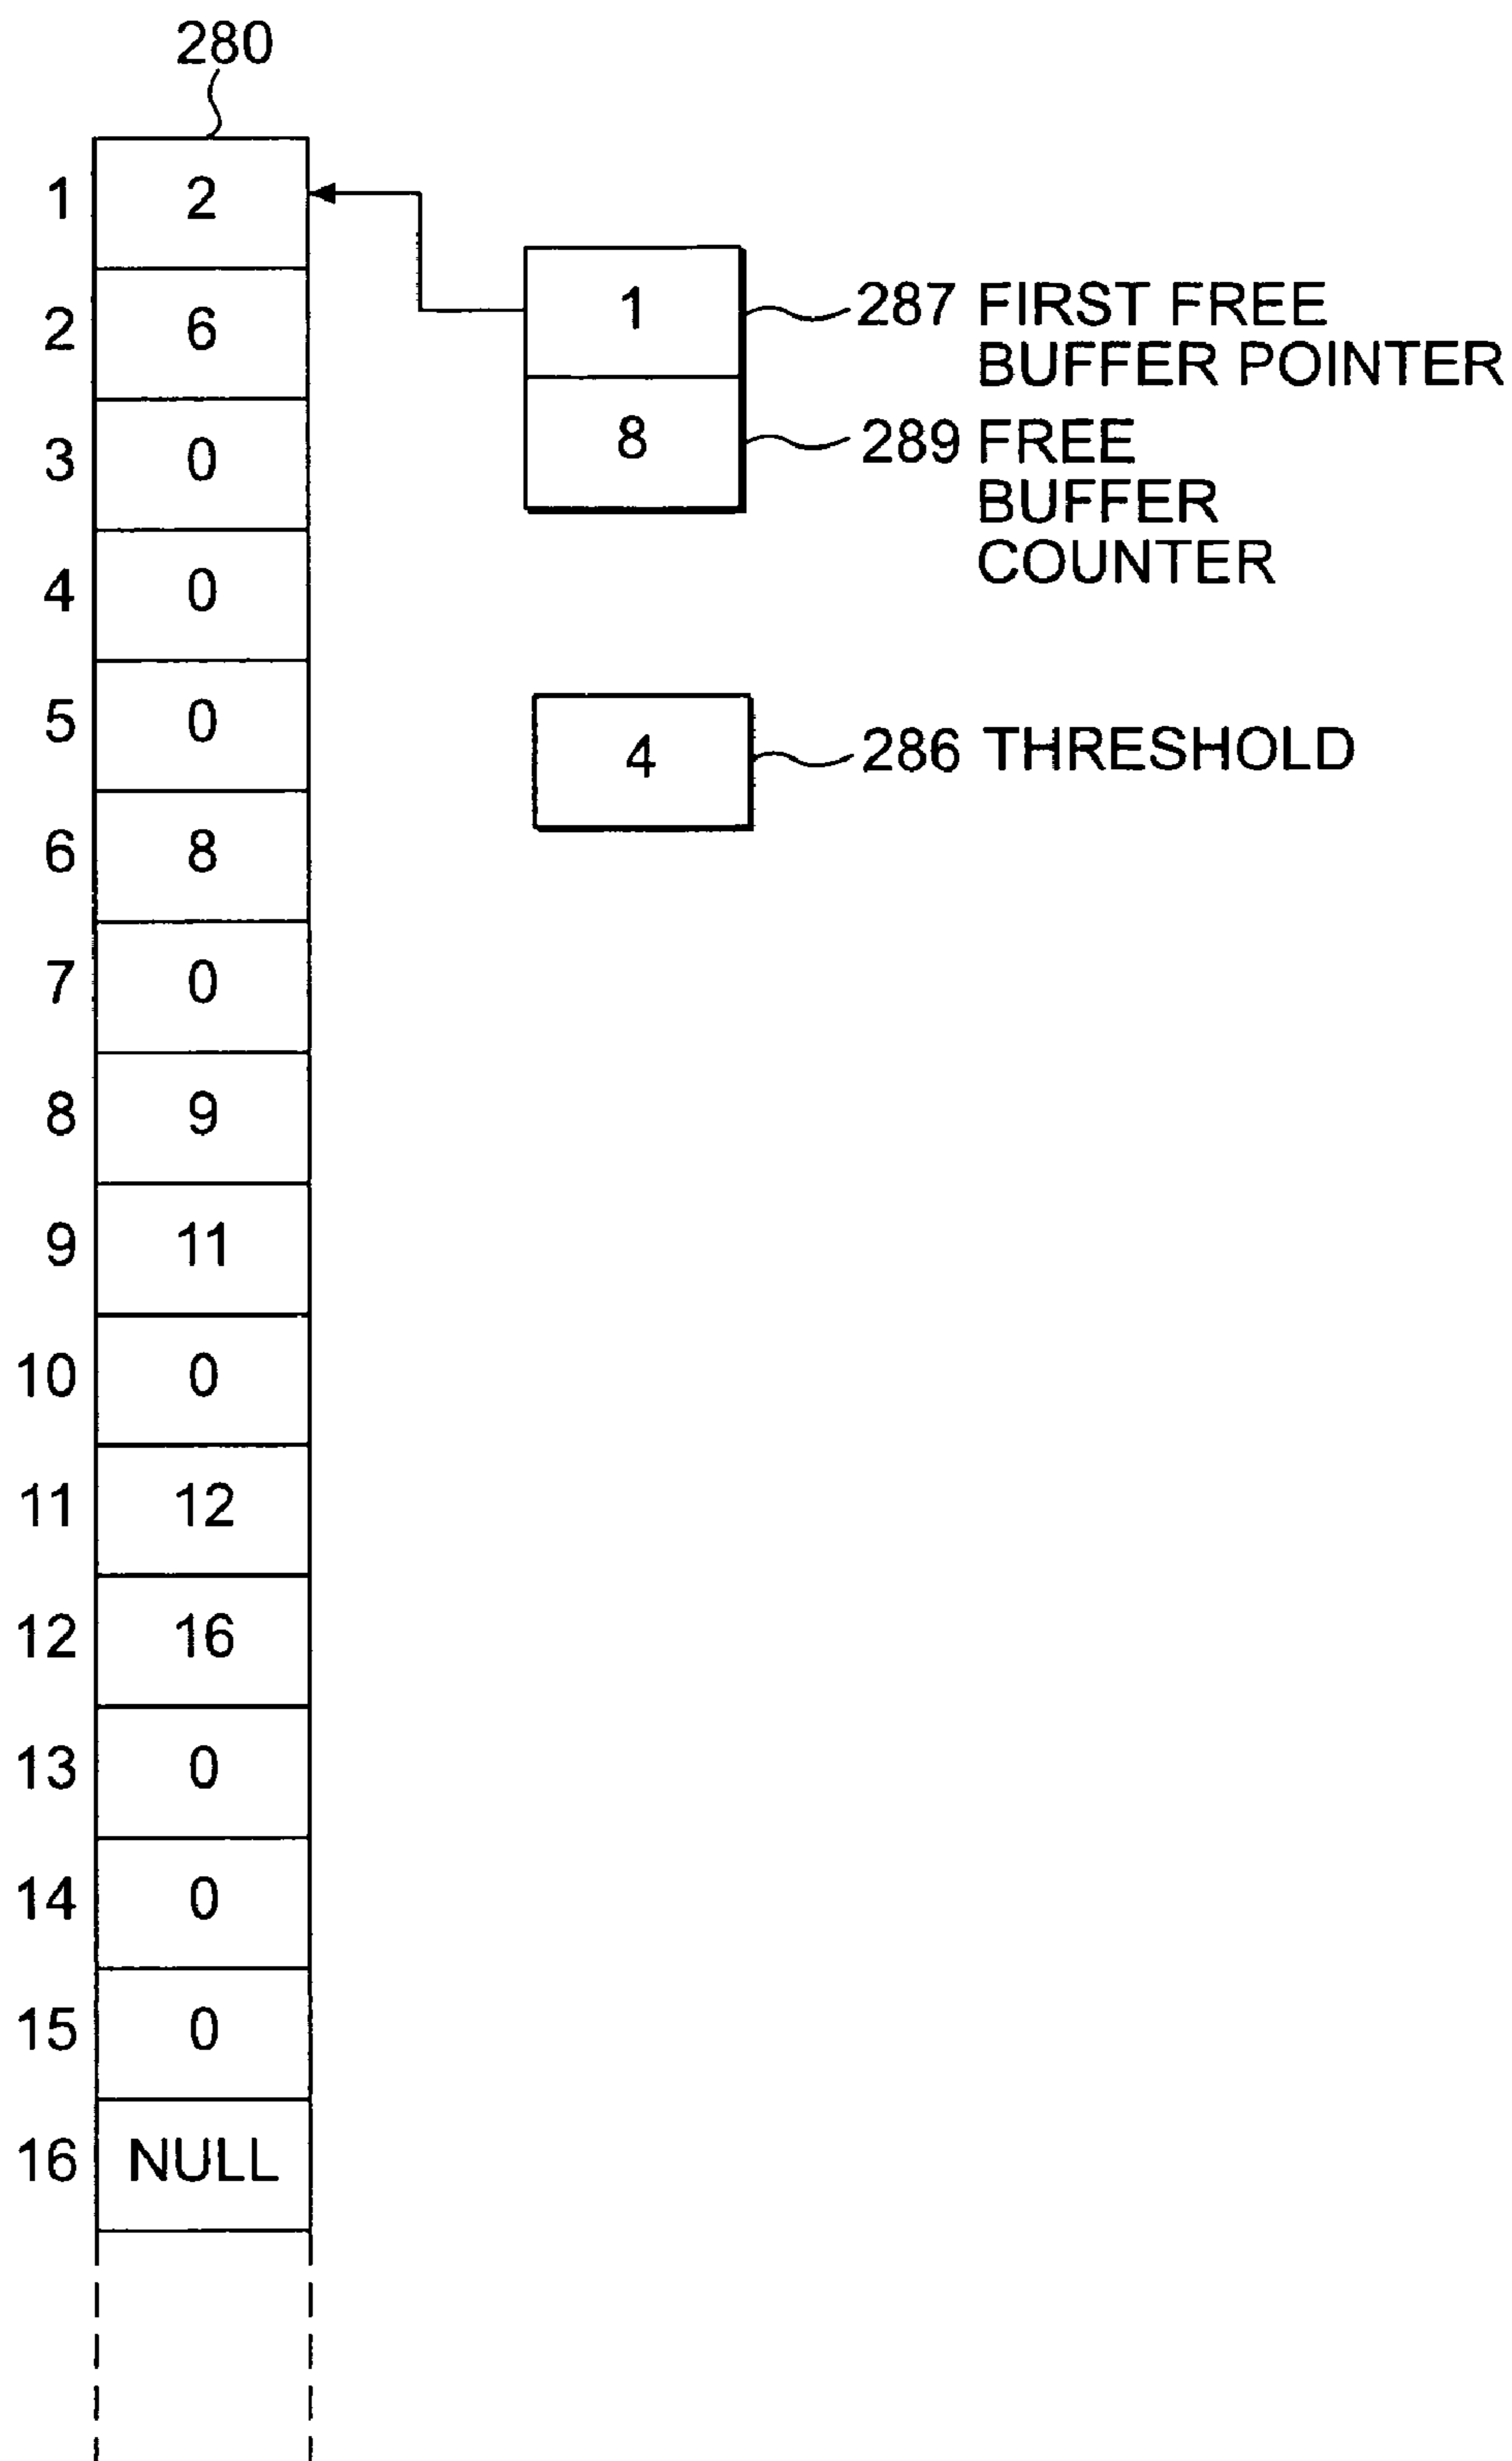 280
1 2
2 6
3 0
4 0
5 0
6 8
7 0
8 9
9 11
10 0
11 12
12 16
13 0
14 0
15 0
16 NULL
1
287 FIRST FREE
BUFFER POINTER
8
289 FREE
BUFFER
COUNTER
4
286 THRESHOLD